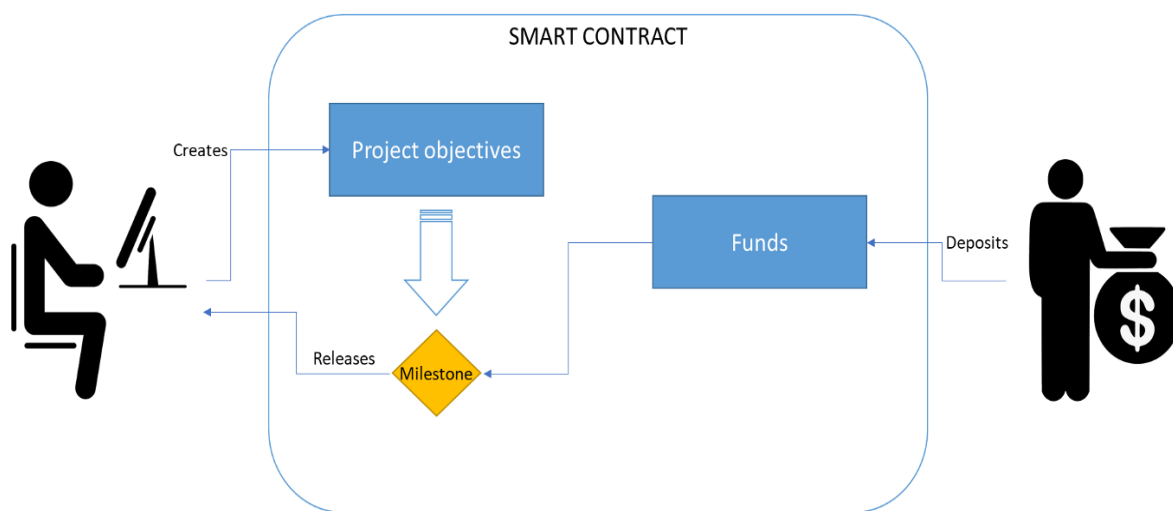 SMART CONTRACT
Creates
Project objectives
Funds
Deposits
Releases
Milestone
$